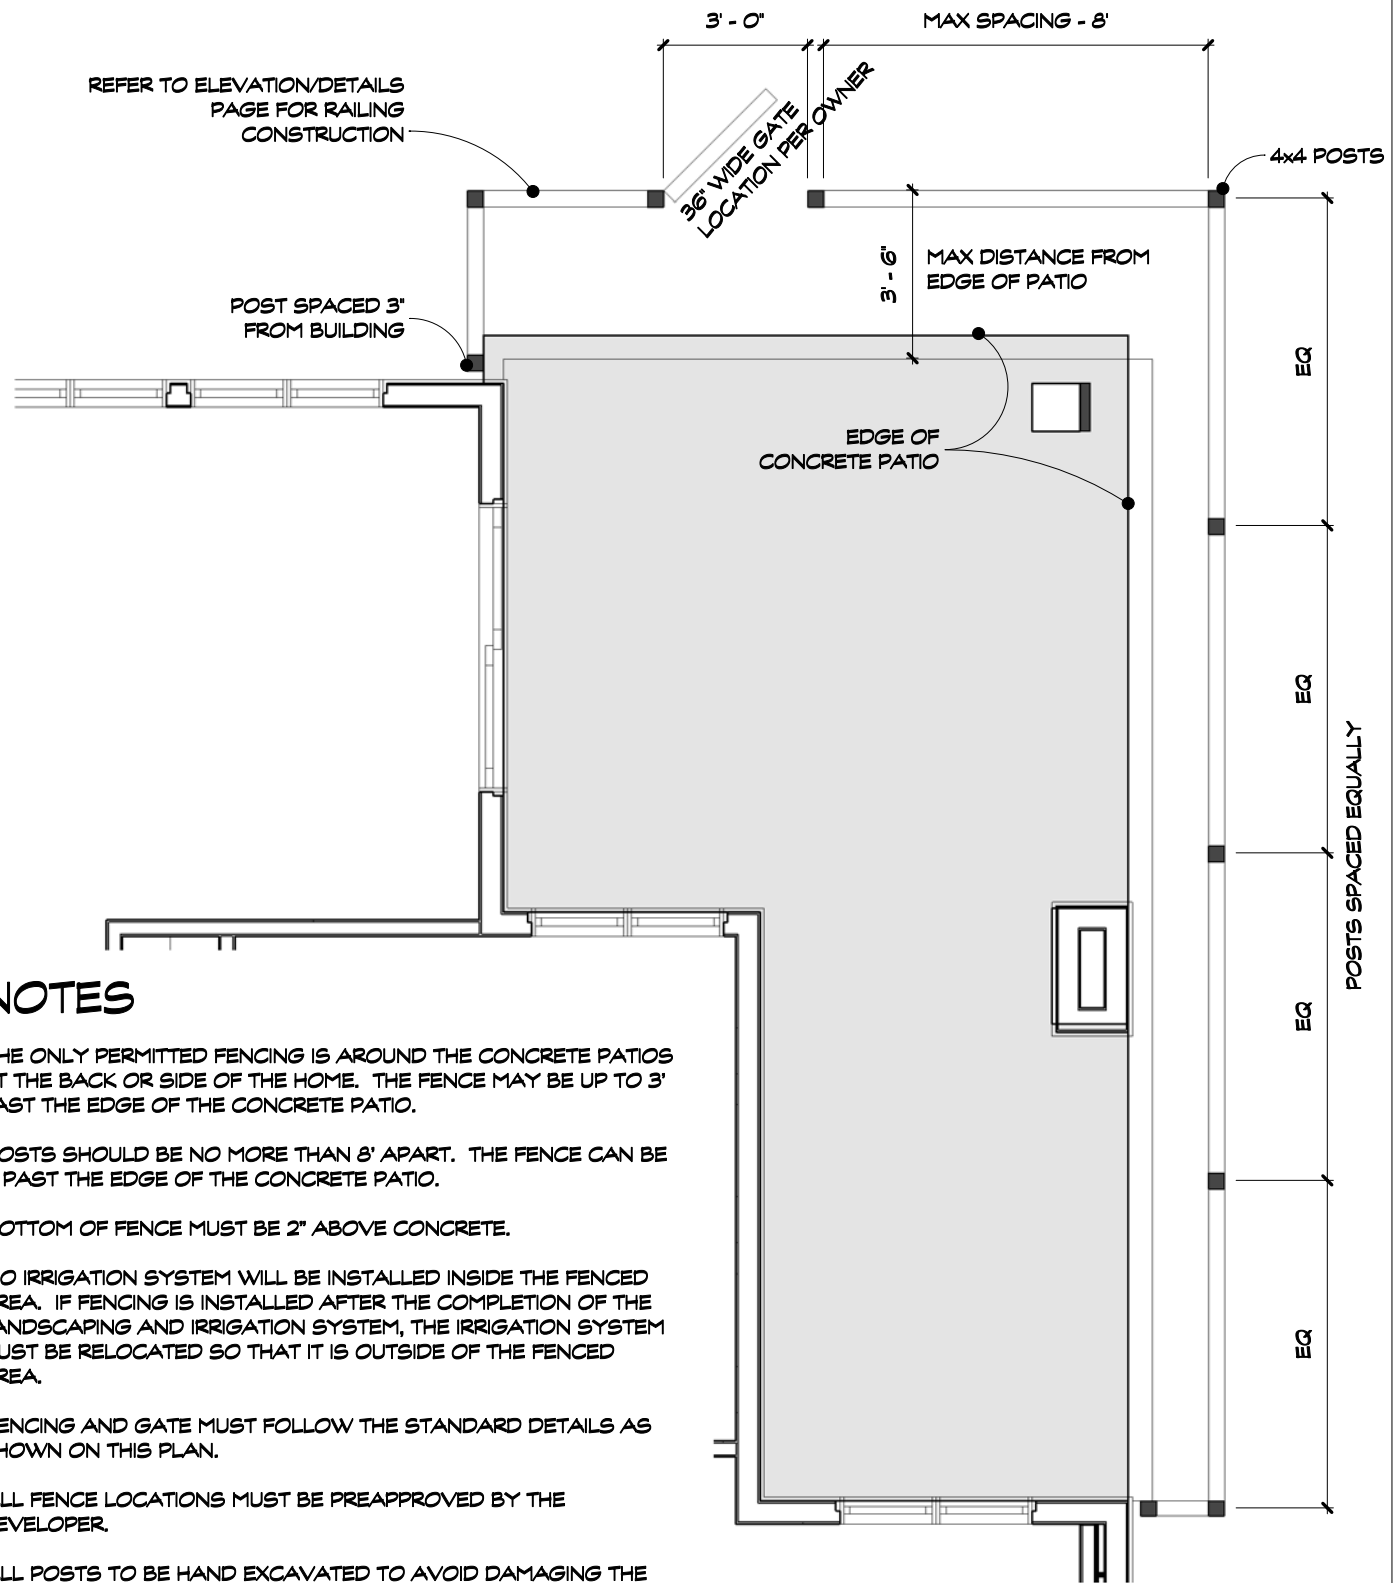 3' - 0"
MAX SPACING - 8'
REFER TO ELEVATION/DETAILS
PAGE FOR RAILING
CONSTRUCTION
36" WIDE GATE
LOCATION PER OWNER
4x4 POSTS
3' - 6"
MAX DISTANCE FROM
EDGE OF PATIO
POST SPACED 3"
FROM BUILDING
EQ
EDGE OF
CONCRETE PATIO
EQ
POSTS SPACED EQUALLY
EQ
EQ
NOTES
HE ONLY PERMITTED FENCING IS AROUND THE CONCRETE PATIOS
T THE BACK OR SIDE OF THE HOME. THE FENCE MAY BE UP TO 3'
AST THE EDGE OF THE CONCRETE PATIO.
OSTS SHOULD BE NO MORE THAN 8' APART. THE FENCE CAN BE
PAST THE EDGE OF THE CONCRETE PATIO.
OTTOM OF FENCE MUST BE 2" ABOVE CONCRETE.
O IRRIGATION SYSTEM WILL BE INSTALLED INSIDE THE FENCED
REA. IF FENCING IS INSTALLED AFTER THE COMPLETION OF THE
ANDSCAPING AND IRRIGATION SYSTEM, THE IRRIGATION SYSTEM
UST BE RELOCATED SO THAT IT IS OUTSIDE OF THE FENCED
REA.
ENCING AND GATE MUST FOLLOW THE STANDARD DETAILS AS
HOWN ON THIS PLAN.
LL FENCE LOCATIONS MUST BE PREAPPROVED BY THE
EVELOPER.
LL POSTS TO BE HAND EXCAVATED TO AVOID DAMAGING THE